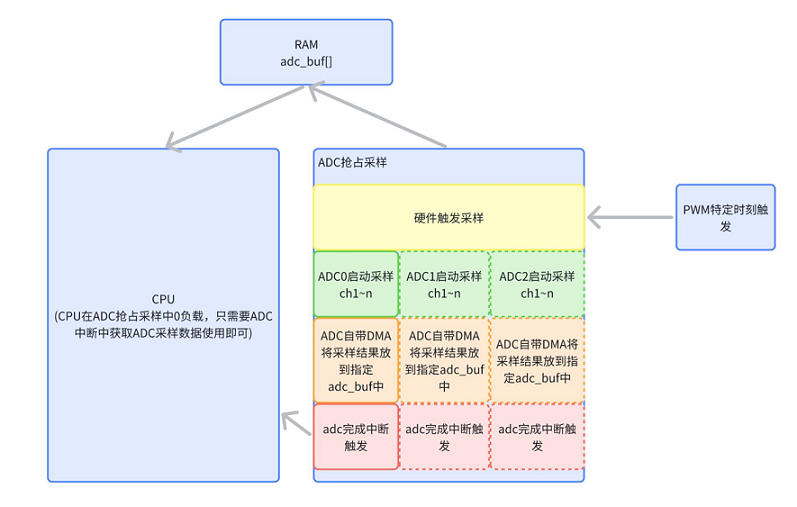 RAM
adc_buf[]
ADC抢占采样
硬件触发采样
PWM特定时刻触
发
ADC0启动采样
ch1~n
ADC1启动采样
ch1~n
ADC2启动采样
ch1~n
CPU
(CPU在ADC抢占采样中0负载，只需要ADC
中断中获取ADC采样数据使用即可)
ADC自带DMA
将采样结果放
到指定
adc_buf中
ADC自带DMA
将采样结果放
到指定adc_buf
中
ADC自带DMA将
采样结果放到指
定adc_buf中
adc完成中断
触发
adc完成中断触
发
adc完成中断触
发